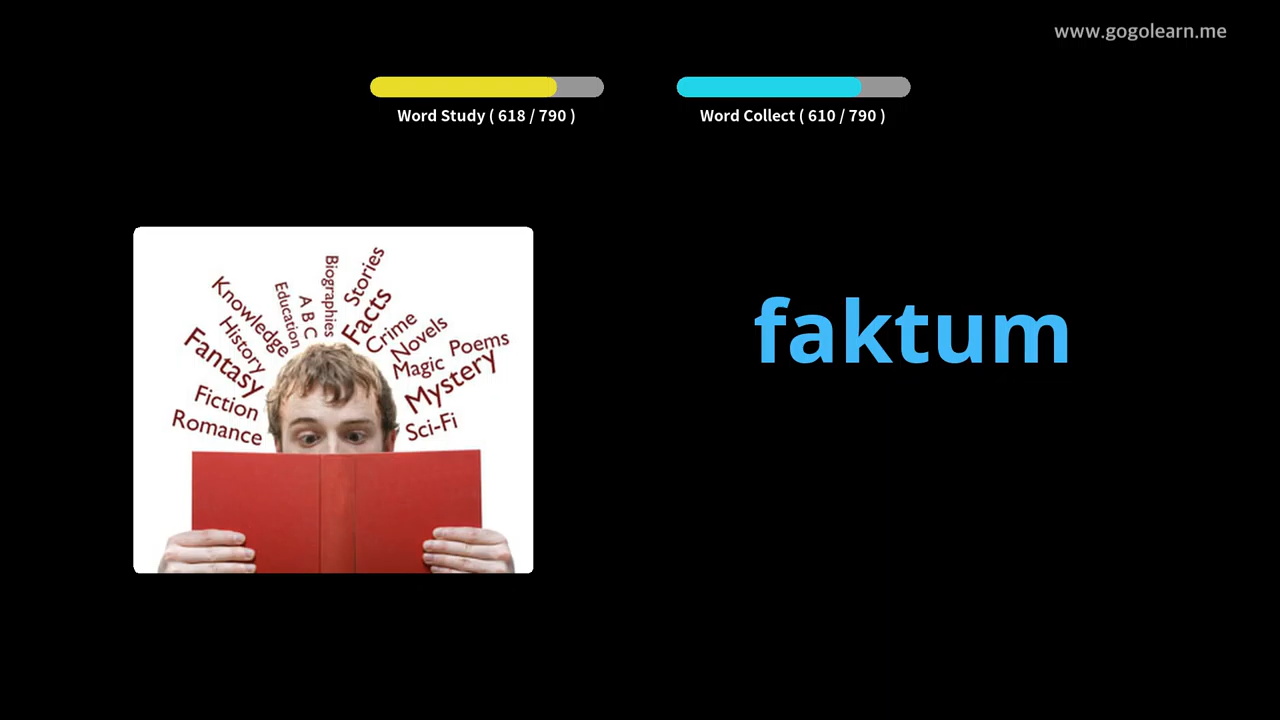 www.gogolearn.me
Word Study ( 618 / 790 )
Word Collect ( 610 / 790 )
Knowledge
Education
A B C
Biographies
Stories
History
Facts
Crime
Novels
Poems
Fantasy
Magic
Mystery
Fiction
Romance
Sci-Fi
faktum